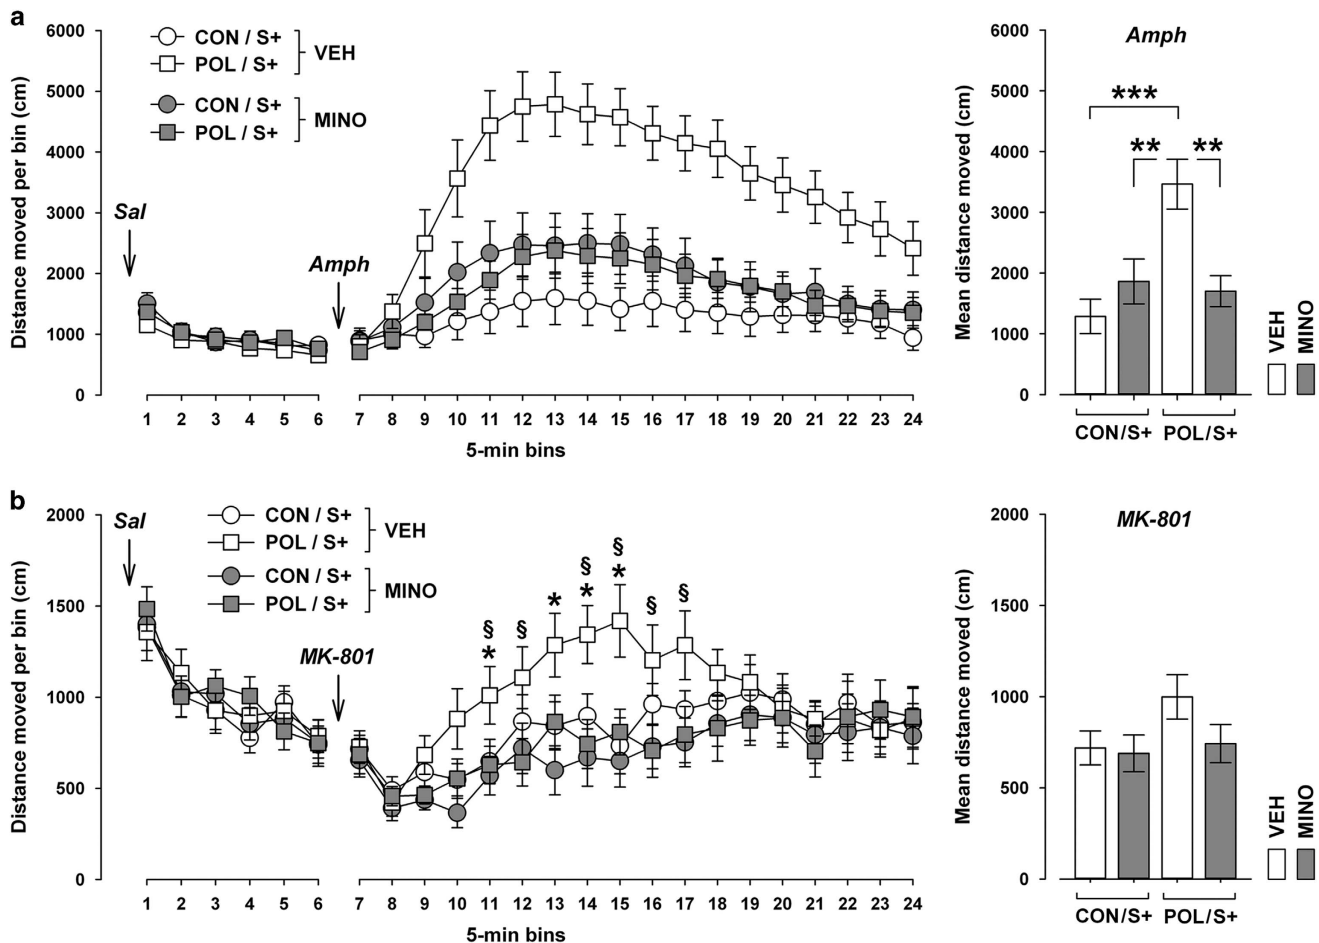 a
6000
5000
4000
3000
2000
1000
0
Distance moved per bin (cm)
CON / S+
POL / S+
VEH
CON / S+
POL / S+
MINO
Sal
Amph
1 2 3 4 5 6 7 8 9 10 11 12 13 14 15 16 17 18 19 20 21 22 23 24
5-min bins
Amph
6000
5000
4000
3000
2000
1000
0
Mean distance moved (cm)
***
** **
CON/S+ POL/S+
VEH
MINO
b
2000
1500
1000
500
0
Distance moved per bin (cm)
Sal
CON / S+
POL / S+
VEH
CON / S+
POL / S+
MINO
MK-801
§ § § § § §
* * * *
1 2 3 4 5 6 7 8 9 10 11 12 13 14 15 16 17 18 19 20 21 22 23 24
5-min bins
MK-801
2000
1500
1000
500
0
Mean distance moved (cm)
CON/S+ POL/S+
VEH
MINO